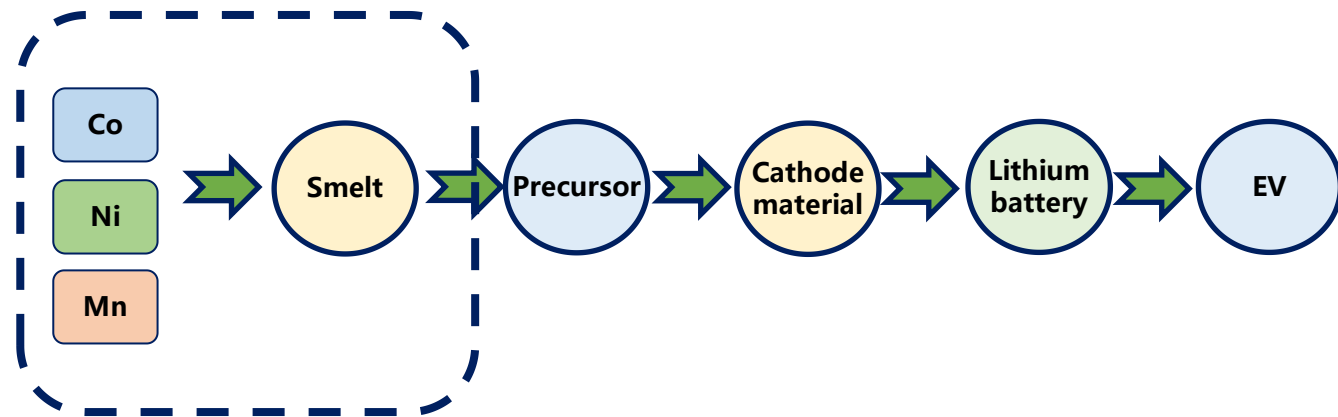 Co
Ni
Mn
Smelt
Precursor
Cathode
material
Lithium
battery
EV